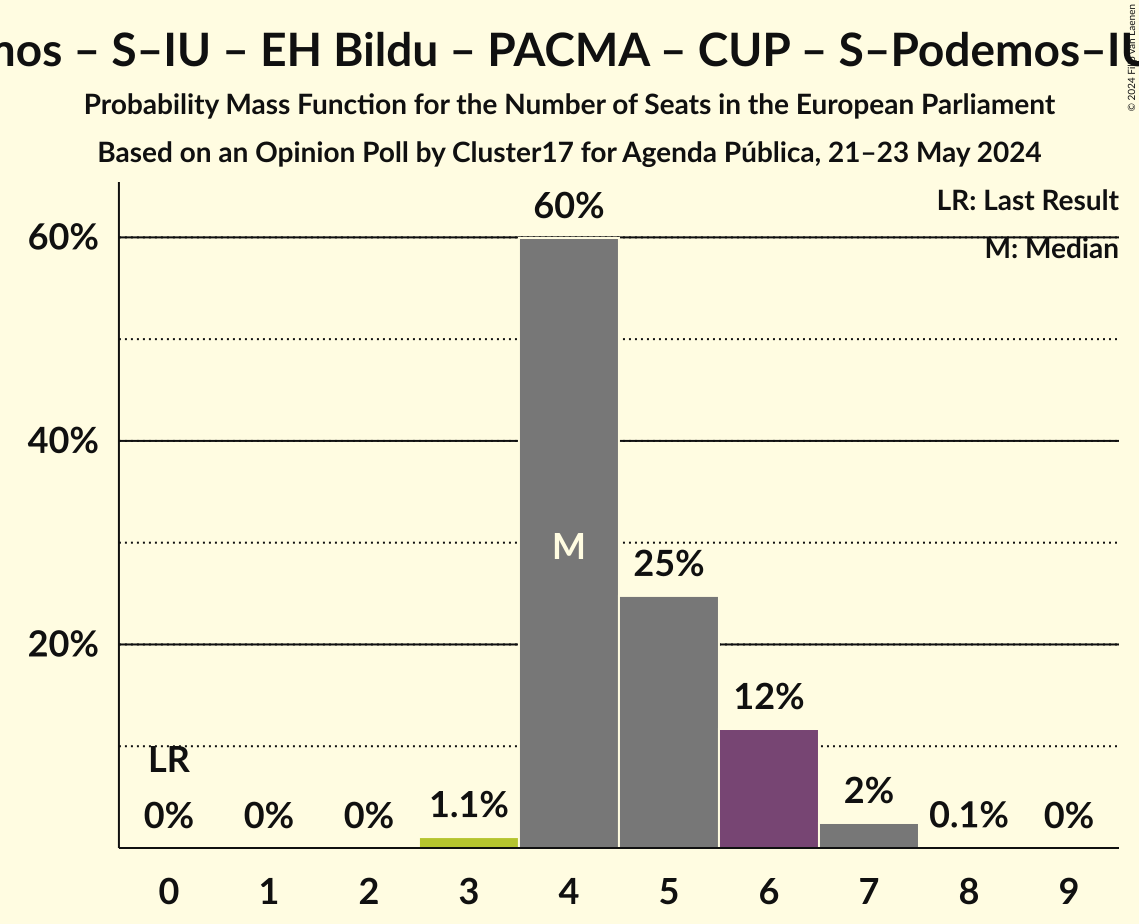 – S–IU – EH Bildu – PACMA – CUP –
Probability Mass Function for the Number of Seats in the European Parliament
Based on an Opinion Poll by Cluster17 for Agenda Pública, 21–23 May 2024
© 2024 Filip van Laenen
LR: Last Result
M: Median
60%
40%
20%
60%
M
25%
12%
LR
0%
0%
0%
1.1%
2%
0.1%
0%
0 1 2 3 4 5 6 7 8 9